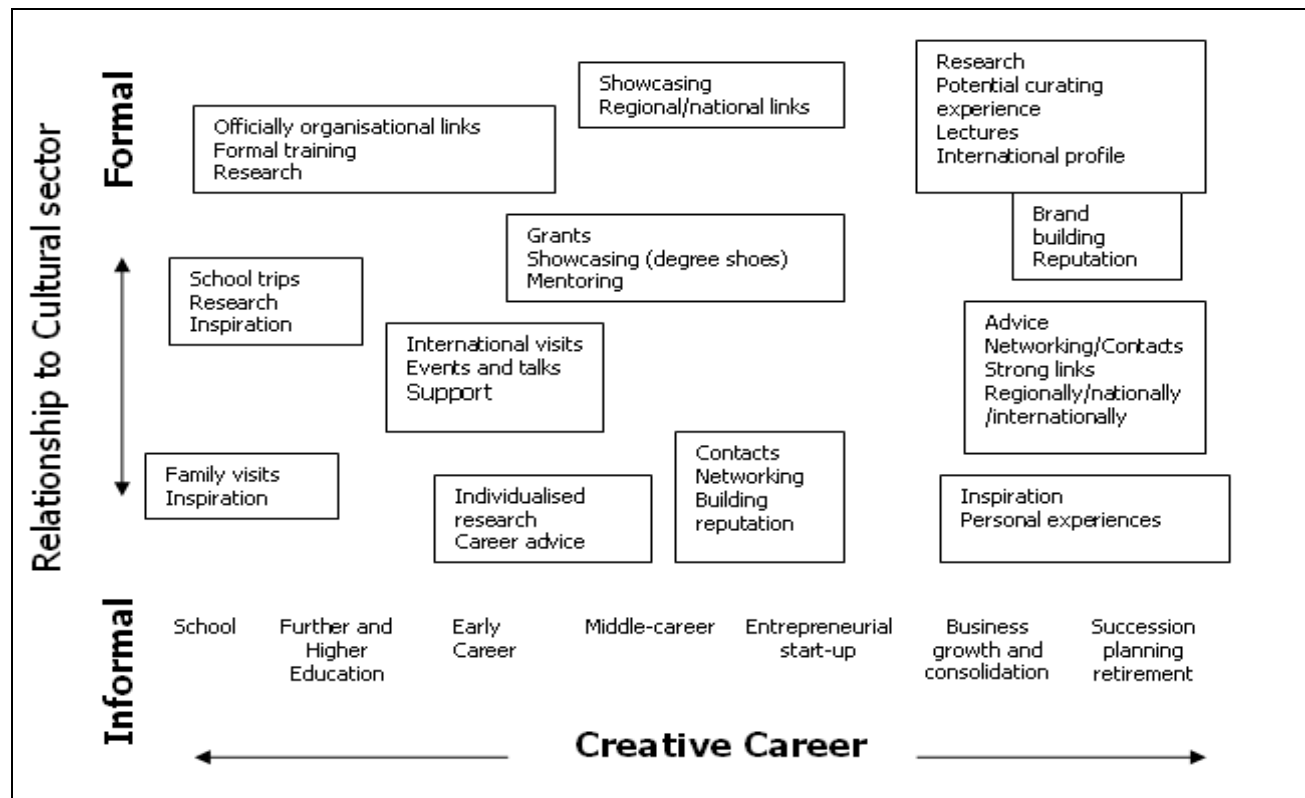 Relationship to Cultural sector
Formal
Informal
Officially organisational links
Formal training
Research
Showcasing
Regional/national links
Research
Potential curating
experience
Lectures
International profile
Brand
building
Reputation
Grants
Showcasing (degree shoes)
Mentoring
School trips
Research
Inspiration
International visits
Events and talks
Support
Advice
Networking/Contacts
Strong links
Regionally/nationally
/internationally
Family visits
Inspiration
Individualised
research
Career advice
Contacts
Networking
Building
reputation
Inspiration
Personal experiences
School
Further and
Higher
Education
Early
Career
Middle-career
Entrepreneurial
start-up
Business
growth and
consolidation
Succession
planning
retirement
Creative Career